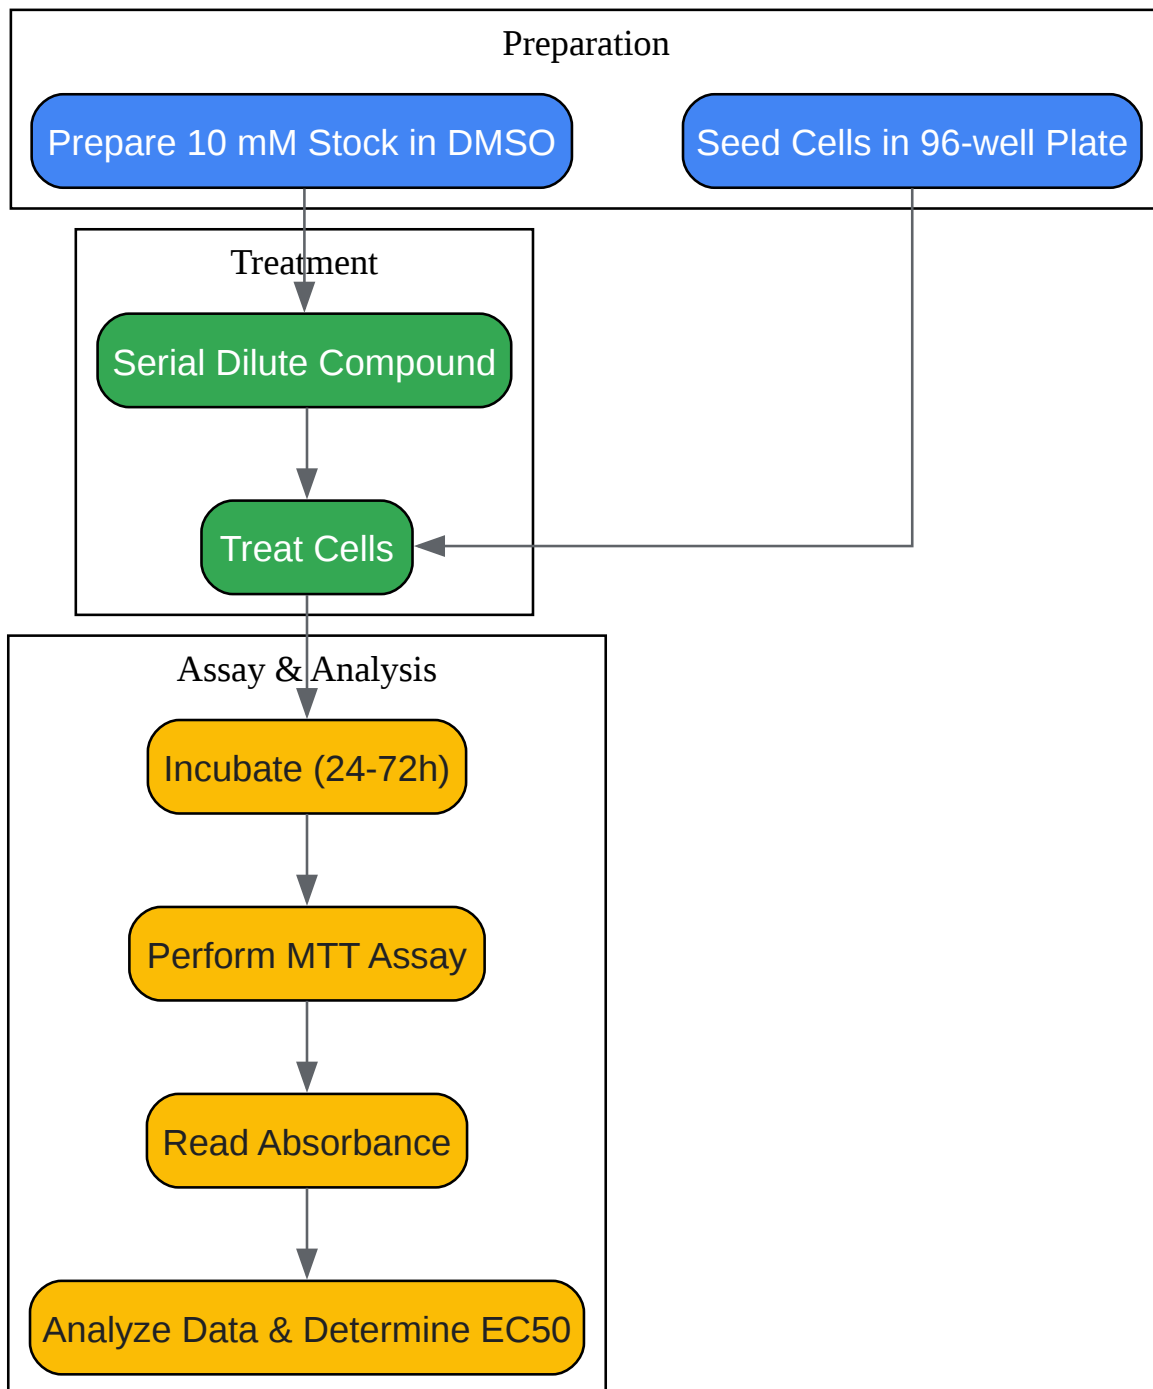 Preparation
Prepare 10 mM Stock in DMSO
Seed Cells in 96-well Plate
Treatment
Serial Dilute Compound
Treat Cells
Assay & Analysis
Incubate (24-72h)
Perform MTT Assay
Read Absorbance
Analyze Data & Determine EC50